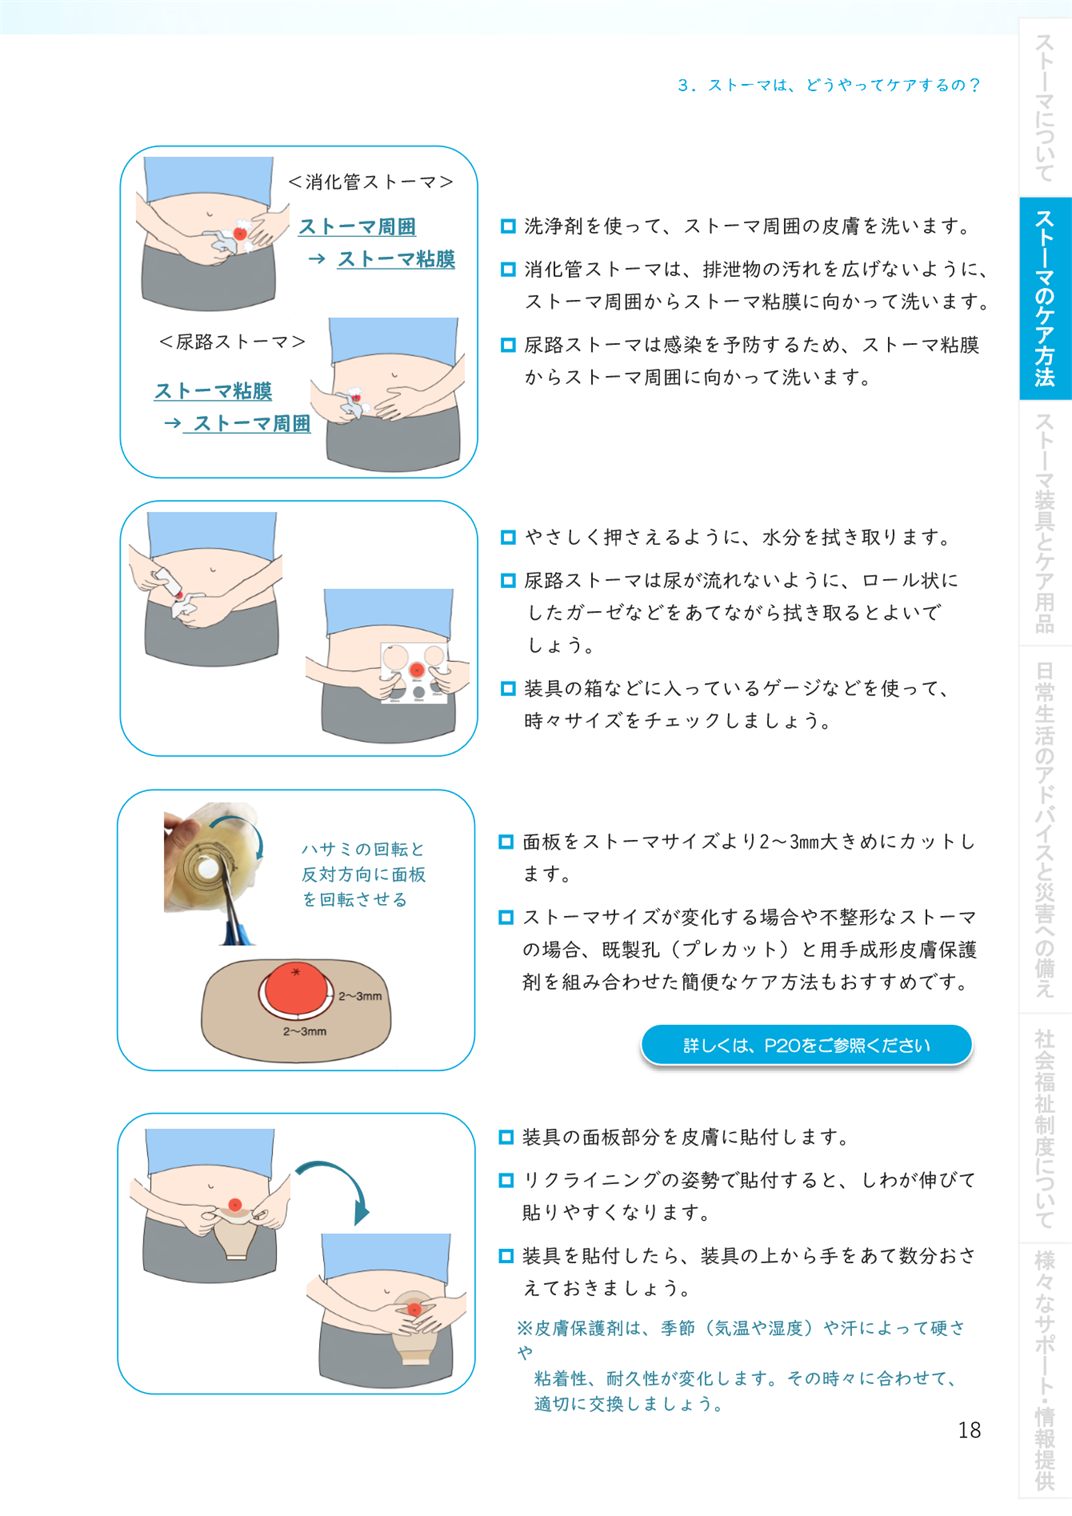 3．ストーマは、どうやってケアするの？
＜消化管ストーマ＞
ストーマ周囲
→ ストーマ粘膜
＜尿路ストーマ＞
ストーマ粘膜
→ ストーマ周囲
洗浄剤を使って、ストーマ周囲の皮膚を洗います。
消化管ストーマは、排泄物の汚れを広げないように、
ストーマ周囲からストーマ粘膜に向かって洗います。
尿路ストーマは感染を予防するため、ストーマ粘膜
からストーマ周囲に向かって洗います。
やさしく押さえるように、水分を拭き取ります。
尿路ストーマは尿が流れないように、ロール状に
したガーゼなどをあてながら拭き取るとよいで
しょう。
装具の箱などに入っているゲージなどを使って、
時々サイズをチェックしましょう。
ハサミの回転と
反対方向に面板
を回転させる
2～3mm
2～3mm
面板をストーマサイズより2～3㎜大きめにカットし
ます。
ストーマサイズが変化する場合や不整形なストーマ
の場合、既製孔（プレカット）と用手成形皮膚保護
剤を組み合わせた簡便なケア方法もおすすめです。
詳しくは、P20をご参照ください
装具の面板部分を皮膚に貼付します。
リクライニングの姿勢で貼付すると、しわが伸びて
貼りやすくなります。
装具を貼付したら、装具の上から手をあて数分おさ
えておきましょう。
※皮膚保護剤は、季節（気温や湿度）や汗によって硬さ
や
粘着性、耐久性が変化します。その時々に合わせて、
適切に交換しましょう。
18
ストーマについて
ストーマのケア方法
ストーマ装具とケア用品
日常生活のアドバイスと災害への備え
社会福祉制度について
様々なサポート・情報提供